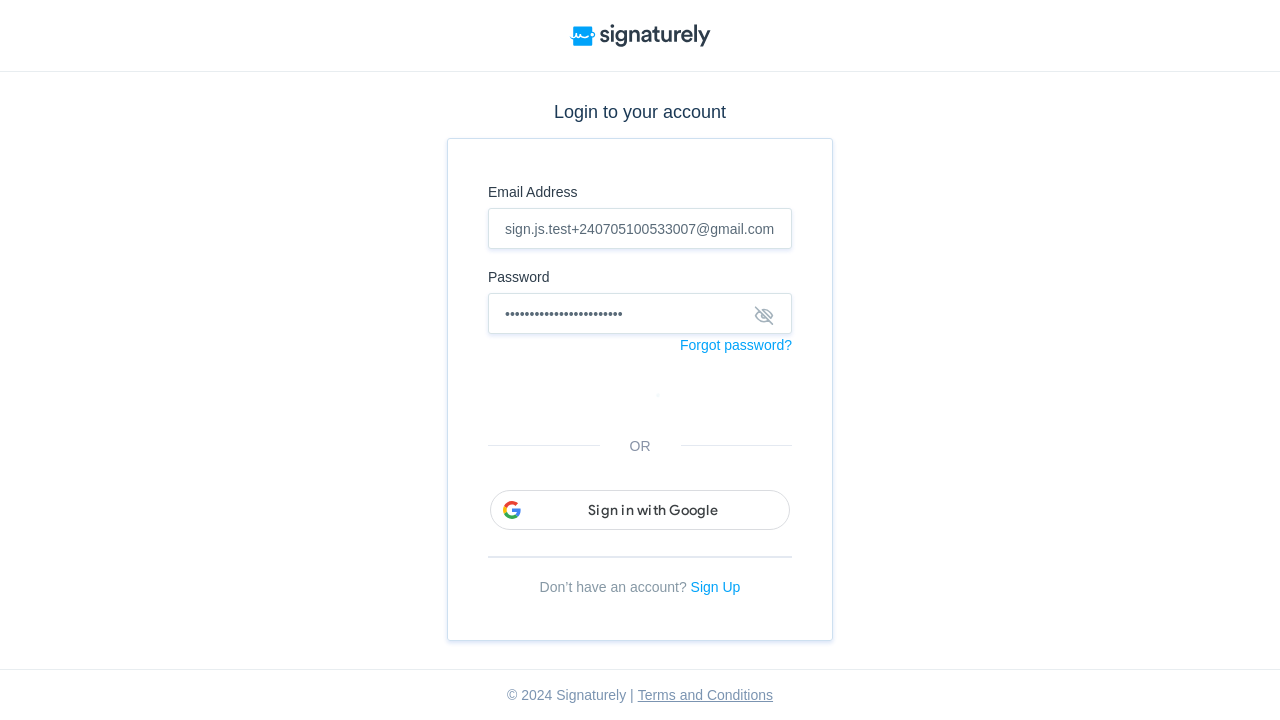 signaturely
Login to your account
Email Address
sign.js.test+240705100533007@gmail.com
Password
••••••••••••••••••••••••
Forgot password?
OR
Sign in with Google
Don’t have an account? Sign Up
© 2024 Signaturely | Terms and Conditions